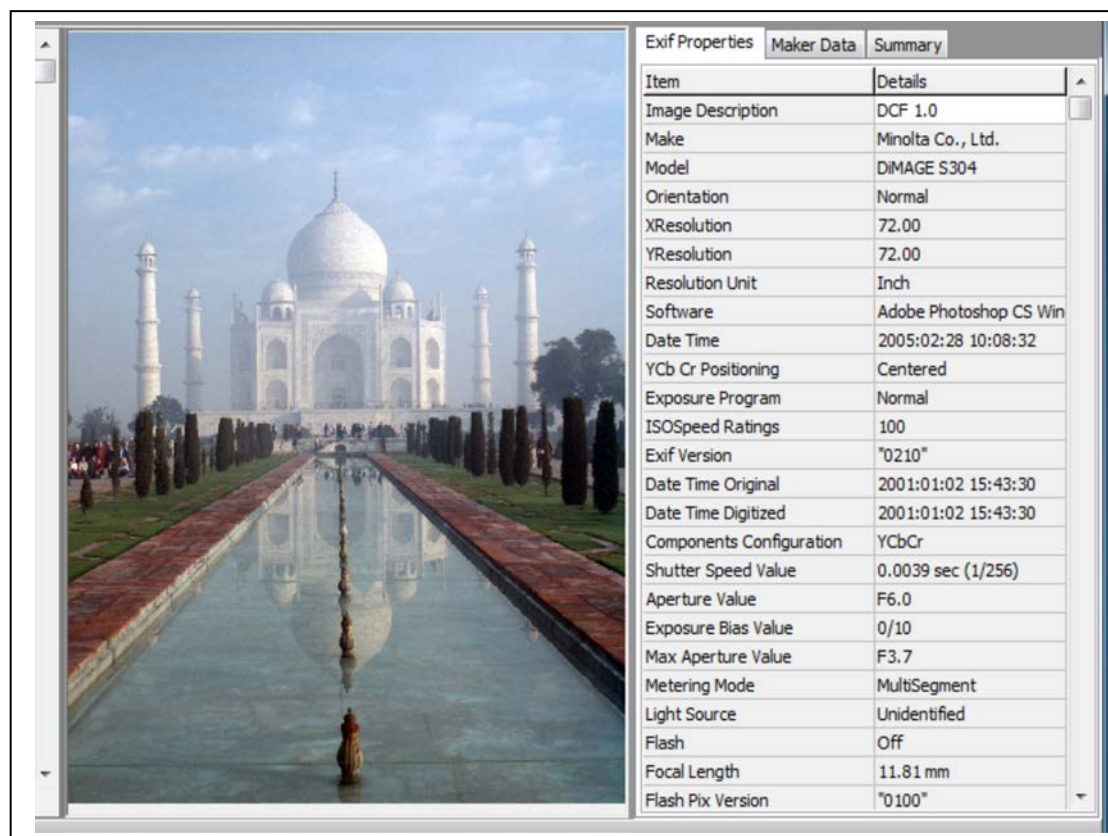 Exif Properties Maker Data Summary
Item Details
Image Description DCF 1.0
Make Minolta Co., Ltd.
Model DiMAGE S304
Orientation Normal
XResolution 72.00
YResolution 72.00
Resolution Unit Inch
Software Adobe Photoshop CS Win
Date Time 2005:02:28 10:08:32
YCb Cr Positioning Centered
Exposure Program Normal
ISOSpeed Ratings 100
Exif Version "0210"
Date Time Original 2001:01:02 15:43:30
Date Time Digitized 2001:01:02 15:43:30
Components Configuration YCbCr
Shutter Speed Value 0.0039 sec (1/256)
Aperture Value F6.0
Exposure Bias Value 0/10
Max Aperture Value F3.7
Metering Mode MultiSegment
Light Source Unidentified
Flash Off
Focal Length 11.81 mm
Flash Pix Version "0100"